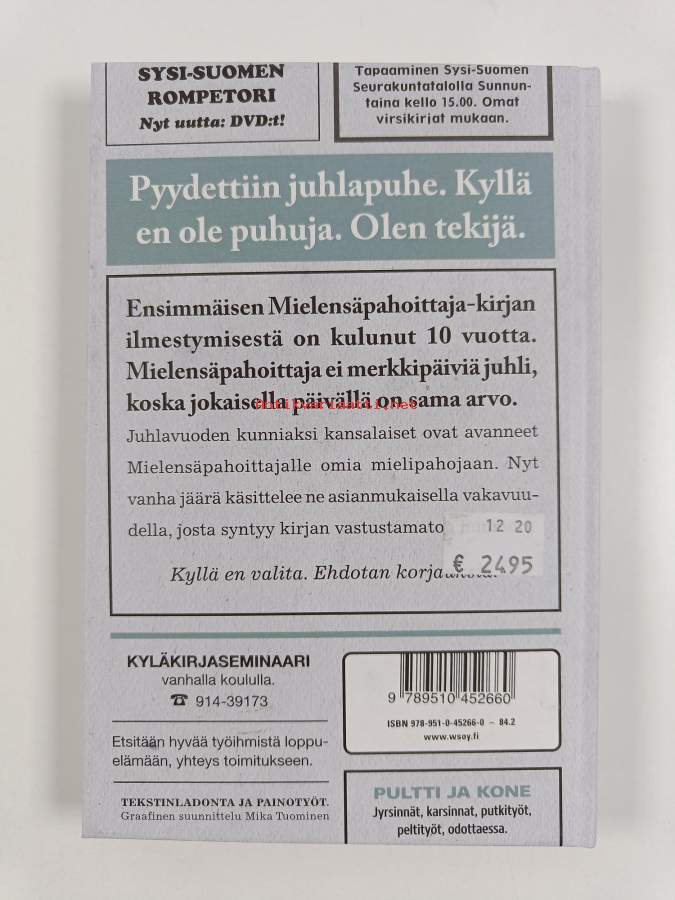 SYSI-SUOMEN
ROMPETORI
Nyt uutta: DVD:t!
Tapaaminen Sysi-Suomen
Seurakuntatalolla Sunnun-
taina kello 15.00. Omat
virsikirjat mukaan.
Pyydettiin juhlapuhe. Kyllä
en ole puhuja. Olen tekijä.
Ensimmäisen Mielensäpahoittaja-kirjan
ilmestymisestä on kulunut 10 vuotta.
Mielensäpahoittaja ei merkkipäiviä juhli,
koska jokaisella päivällä on sama arvo.
Antikvariaatti.net
Juhlavuoden kunniaksi kansalaiset ovat avanneet
Mielensäpahoittajalle omia mielipahojaan. Nyt
vanha jäärä käsittelee ne asianmukaisella vakavuu-
della, josta syntyy kirjan vastustamato
12 20
€ 2495
Kyllä en valita. Ehdotan
KYLÄKIRJASEMINAARI
vanhalla koululla.
☎ 914-39173
Etsitään hyvää työihmistä loppu-
elämään, yhteys toimitukseen.
TEKSTINLADONTA JA PAINOTYÖT.
Graafinen suunnittelu Mika Tuominen
9 789510 452660
ISBN 978-951-0-45266-0 – 84.2
www.wsoy.fi
PULTTI JA KONE
Jyrsinnät, karsinnat, putkityöt,
peltityöt, odottaessa.